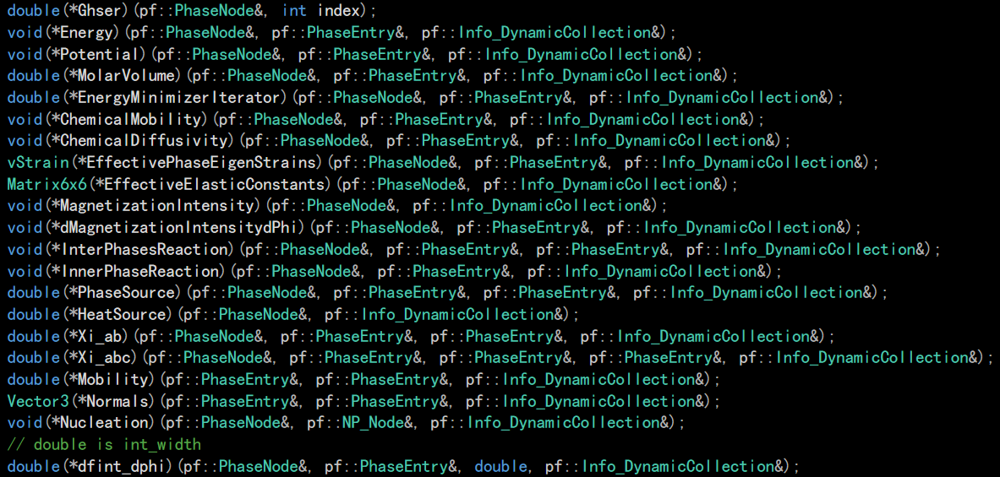 double(*Ghser)(pf::PhaseNode&, int index);
void(*Energy)(pf::PhaseNode&, pf::PhaseEntry&, pf::Info_DynamicCollection&);
void(*Potential)(pf::PhaseNode&, pf::PhaseEntry&, pf::Info_DynamicCollection&);
double(*MolarVolume)(pf::PhaseNode&, pf::PhaseEntry&, pf::Info_DynamicCollection&);
double(*EnergyMinimizerIterator)(pf::PhaseNode&, pf::PhaseEntry&, pf::Info_DynamicCollection&);
void(*ChemicalMobility)(pf::PhaseNode&, pf::PhaseEntry&, pf::Info_DynamicCollection&);
void(*ChemicalDiffusivity)(pf::PhaseNode&, pf::PhaseEntry&, pf::Info_DynamicCollection&);
vStrain(*EffectivePhaseEigenStrains)(pf::PhaseNode&, pf::PhaseEntry&, pf::Info_DynamicCollection&);
Matrix6x6(*EffectiveElasticConstants)(pf::PhaseNode&, pf::Info_DynamicCollection&);
void(*MagnetizationIntensity)(pf::PhaseNode&, pf::Info_DynamicCollection&);
void(*dMagnetizationIntensitydPhi)(pf::PhaseNode&, pf::PhaseEntry&, pf::Info_DynamicCollection&);
void(*InterPhasesReaction)(pf::PhaseNode&, pf::PhaseEntry&, pf::PhaseEntry&, pf::Info_DynamicCollection&);
void(*InnerPhaseReaction)(pf::PhaseNode&, pf::PhaseEntry&, pf::Info_DynamicCollection&);
double(*PhaseSource)(pf::PhaseNode&, pf::PhaseEntry&, pf::PhaseEntry&, pf::Info_DynamicCollection&);
double(*HeatSource)(pf::PhaseNode&, pf::Info_DynamicCollection&);
double(*Xi_ab)(pf::PhaseNode&, pf::PhaseEntry&, pf::PhaseEntry&, pf::Info_DynamicCollection&);
double(*Xi_abc)(pf::PhaseNode&, pf::PhaseEntry&, pf::PhaseEntry&, pf::PhaseEntry&, pf::Info_DynamicCollection&);
double(*Mobility)(pf::PhaseEntry&, pf::PhaseEntry&, pf::Info_DynamicCollection&);
Vector3(*Normals)(pf::PhaseEntry&, pf::PhaseEntry&, pf::Info_DynamicCollection&);
void(*Nucleation)(pf::PhaseNode&, pf::NP_Node&, pf::Info_DynamicCollection&);
// double is int_width
double(*dfint_dphi)(pf::PhaseNode&, pf::PhaseEntry&, double, pf::Info_DynamicCollection&);